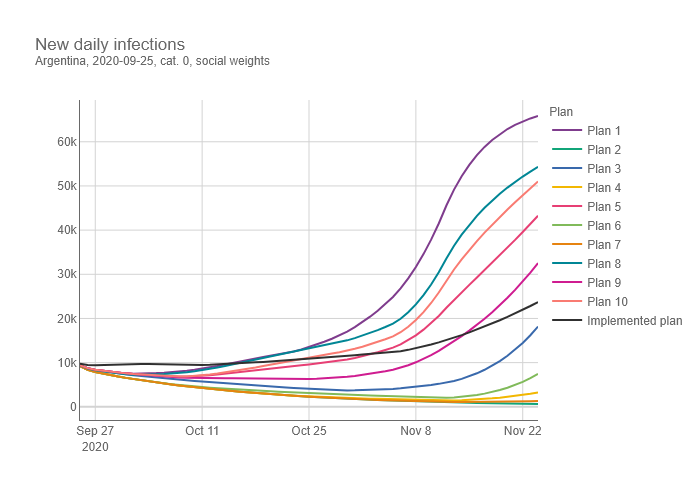 New daily infections
Argentina, 2020-09-25, cat. 0, social weights
Plan
Plan 1
Plan 2
Plan 3
Plan 4
Plan 5
Plan 6
Plan 7
Plan 8
Plan 9
Plan 10
Implemented plan
60k
50k
40k
30k
20k
10k
0
Sep 27 Oct 11 Oct 25 Nov 8 Nov 22
2020